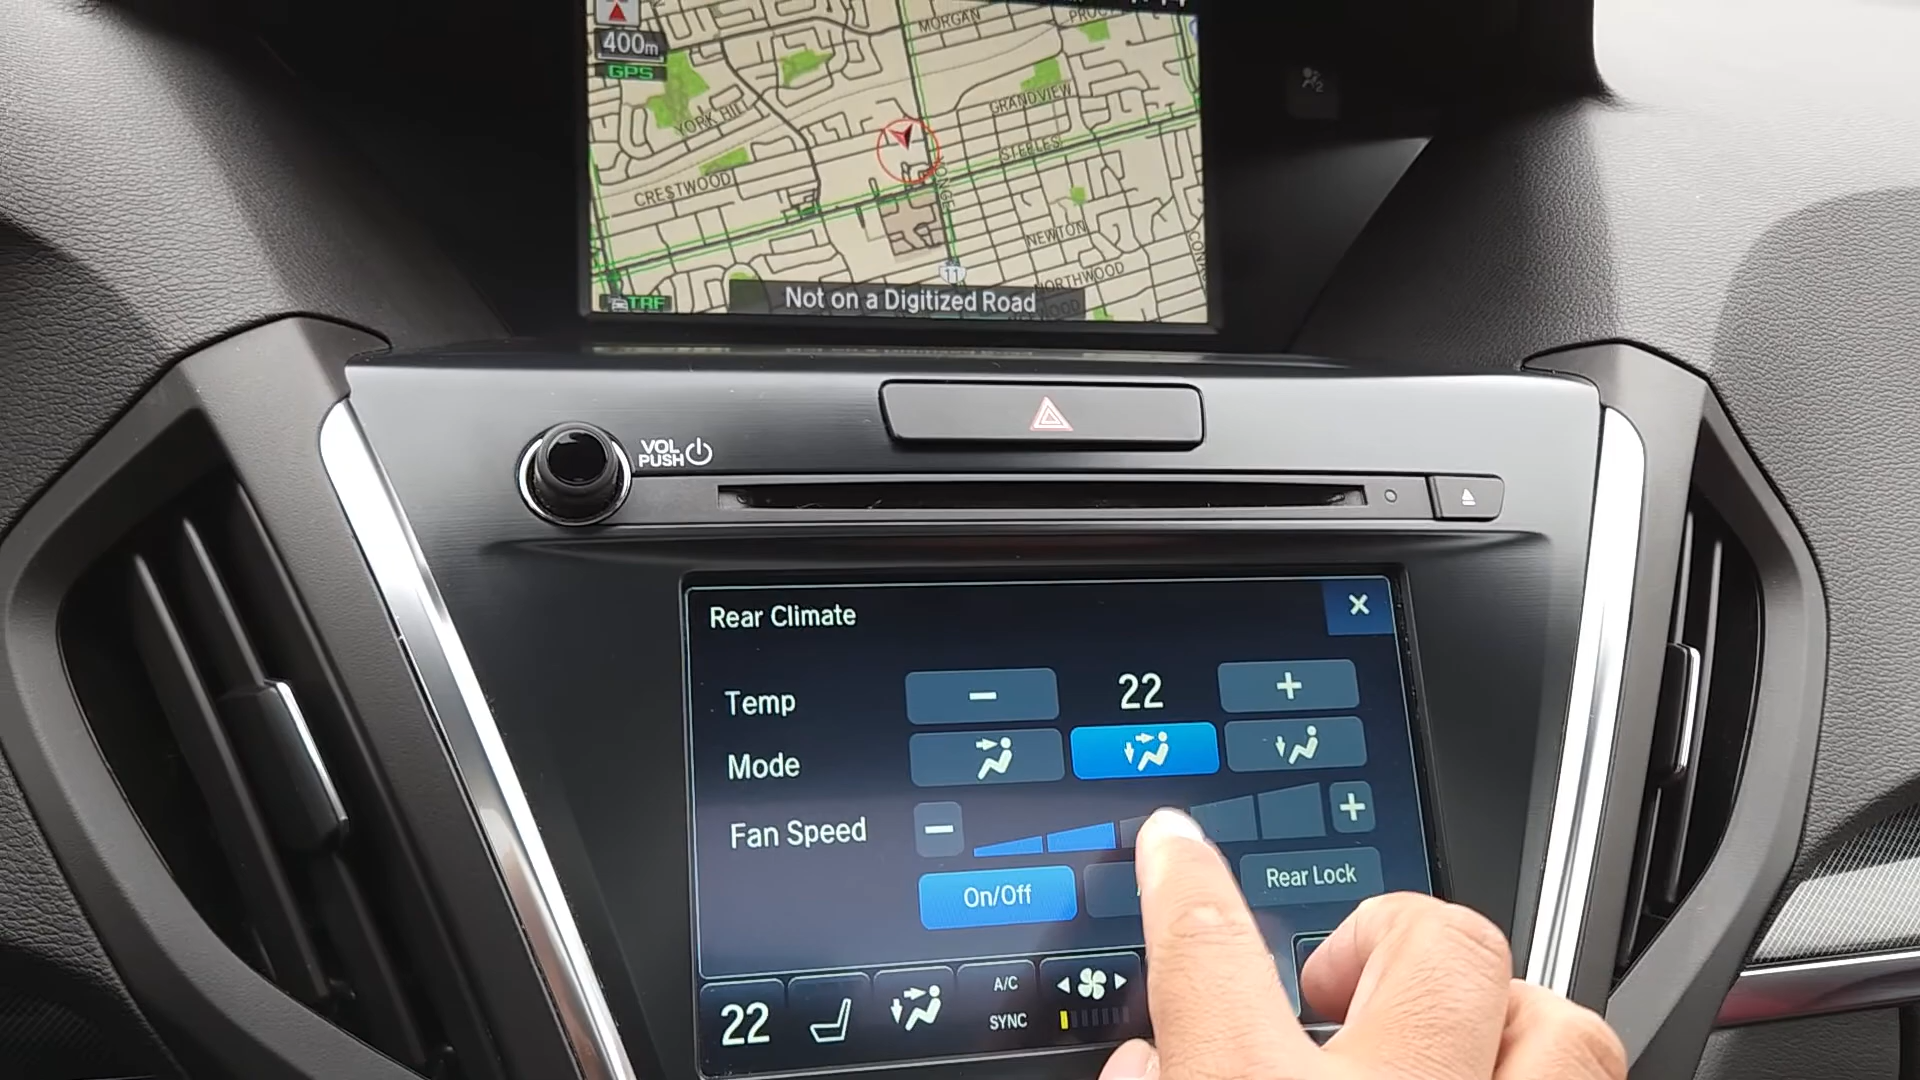 MORGAN
400m
GPS
GRANDVIEW
YORK HILL
STEELES
CRESTWOOD
YONGE
NEWTON
11
NORTHWOOD
TRF
Not on a Digitized Road
VOL
PUSH
Rear Climate
×
Temp
−
22
+
Mode
Fan Speed
−
+
On/Off
Rear Lock
22
A/C
SYNC